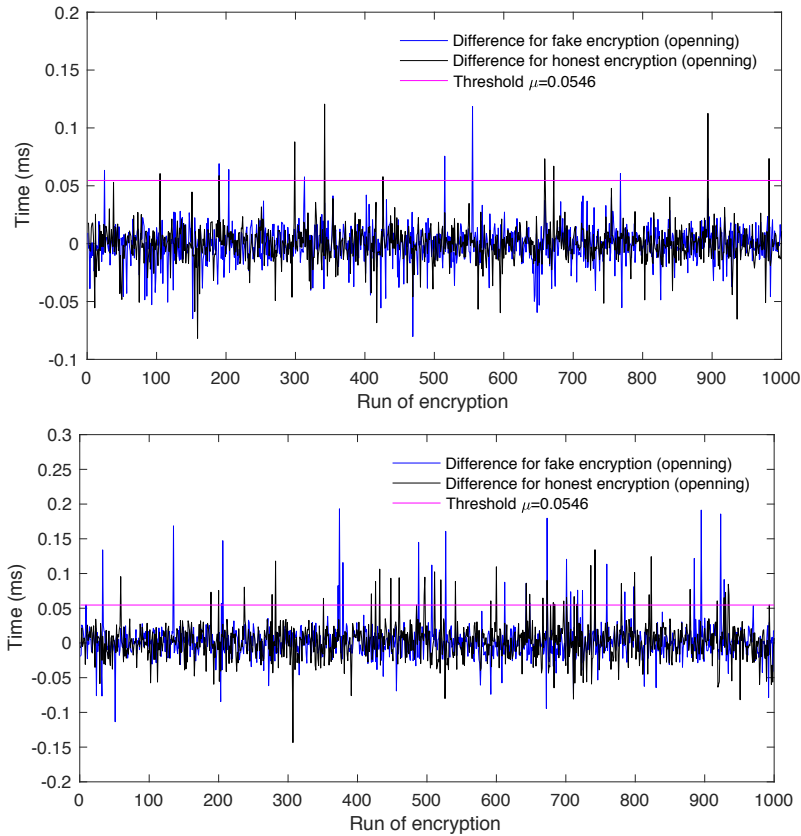 0.2
Difference for fake encryption (openning)
0.15
Difference for honest encryption (openning)
Threshold μ=0.0546
0.1
Time (ms)
0.05
0
-0.05
-0.1
0 100 200 300 400 500 600 700 800 900 1000
Run of encryption
0.3
0.25
Difference for fake encryption (openning)
Difference for honest encryption (openning)
0.2
Threshold μ=0.0546
0.15
0.1
Time (ms)
0.05
0
-0.05
-0.1
-0.15
-0.2
0 100 200 300 400 500 600 700 800 900 1000
Run of encryption